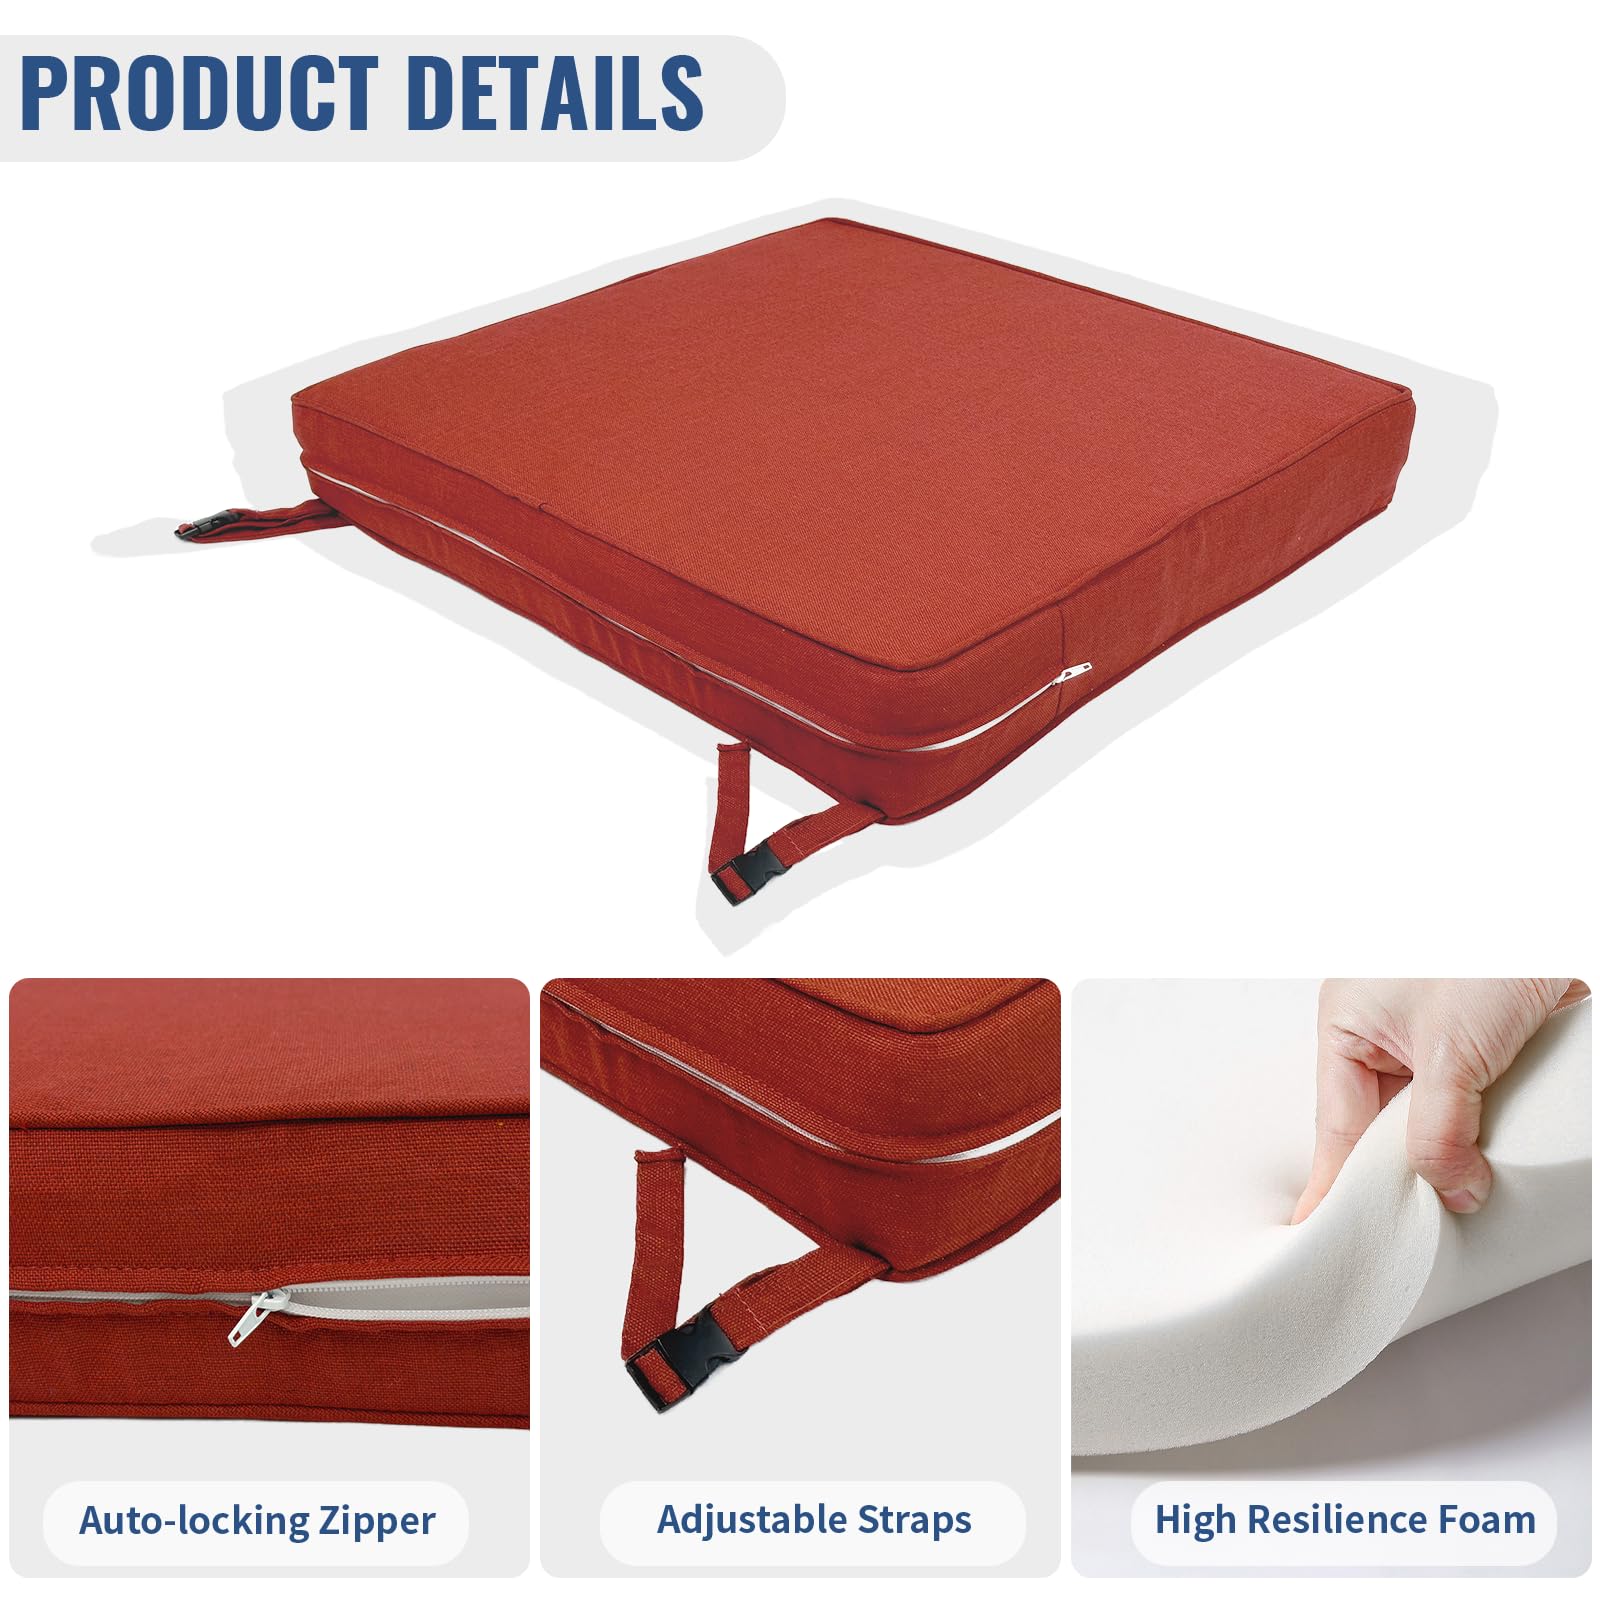 PRODUCT DETAILS
Auto-locking Zipper
Adjustable Straps
High Resilience Foam